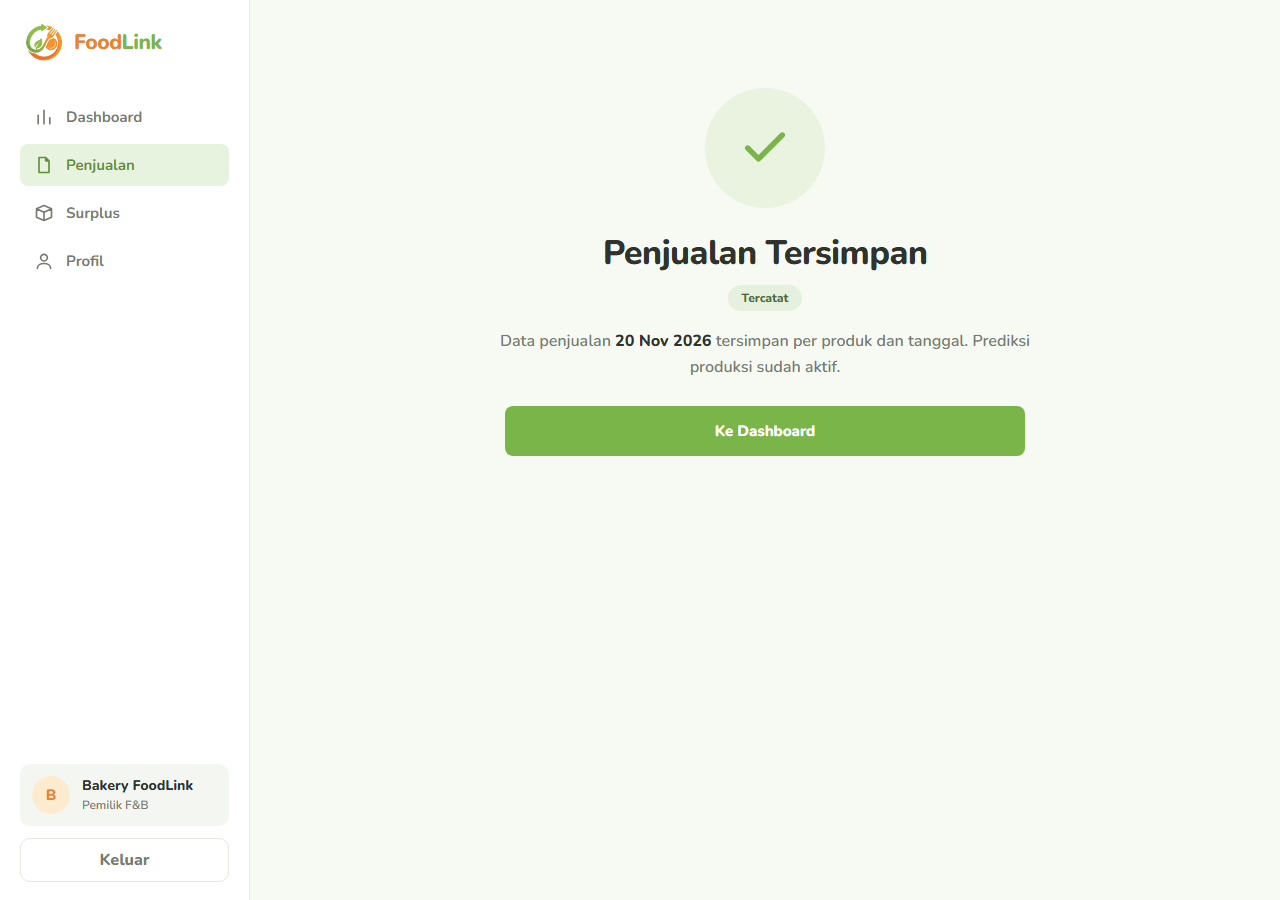 FoodLink
Dashboard
Penjualan
Surplus
Profil
Penjualan Tersimpan
Tercatat
Data penjualan 20 Nov 2026 tersimpan per produk dan tanggal. Prediksi
produksi sudah aktif.
Ke Dashboard
B
Bakery FoodLink
Pemilik F&B
Keluar